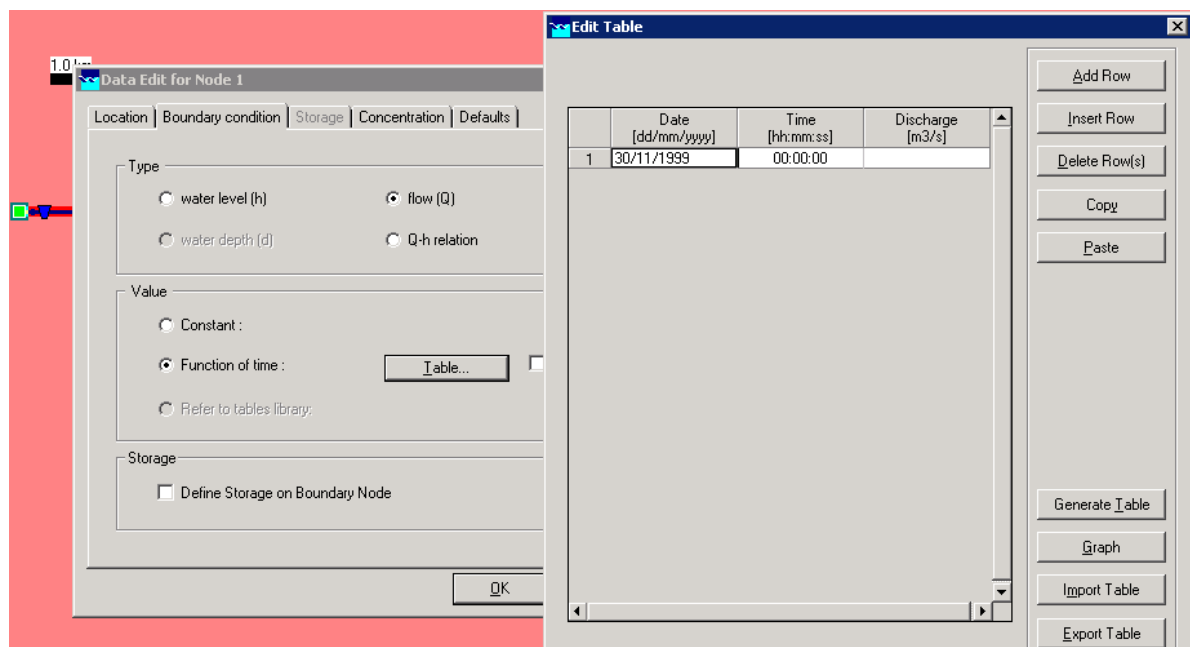 1.0 km
Data Edit for Node 1
Location
Boundary condition
Storage
Concentration
Defaults
Type
water level (h)
flow (Q)
water depth (d)
Q-h relation
Value
Constant :
Function of time :
Table...
Refer to tables library:
Storage
Define Storage on Boundary Node
OK
Edit Table
Date
[dd/mm/yyyy]
Time
[hh:mm:ss]
Discharge
[m3/s]
1
30/11/1999
00:00:00
Add Row
Insert Row
Delete Row(s)
Copy
Paste
Generate Table
Graph
Import Table
Export Table